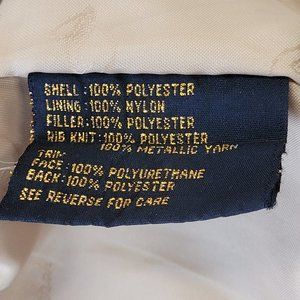 SHELL:100% POLYESTER
LINING:100% NYLON
FILLER:100% POLYESTER
RIB KNIT:100% POLYESTER
100% METALLIC YARN
TRIM
FACE:100% POLYURETHANE
BACK:100% POLYESTER
SEE REVERSE FOR CARE